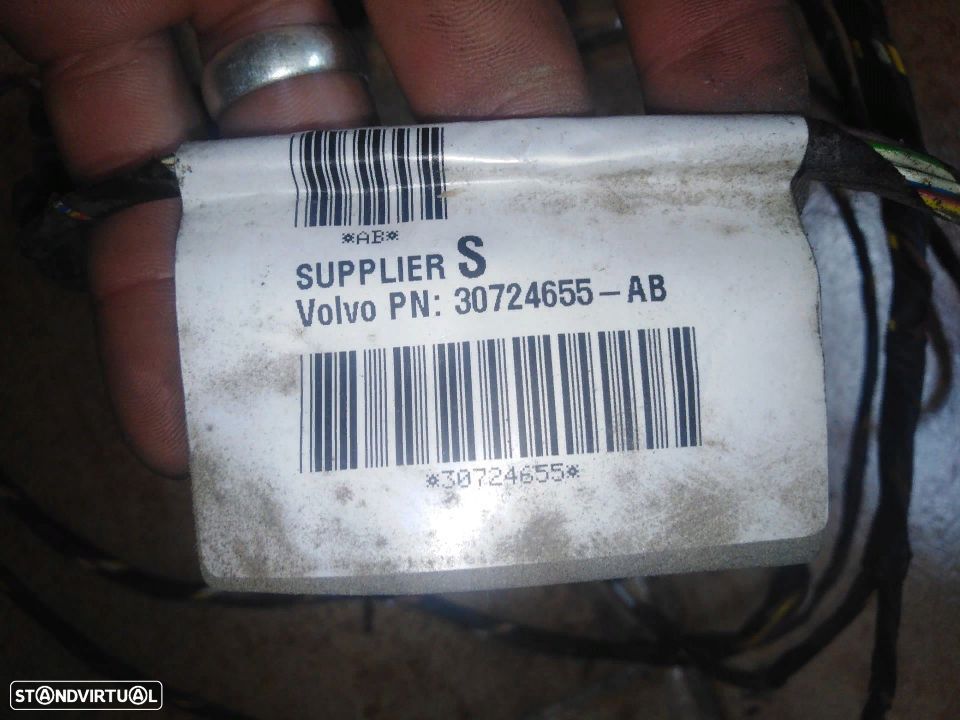 *AB*
SUPPLIER S
Volvo PN: 30724655-AB
*30724655*
STANDVIRTUAL